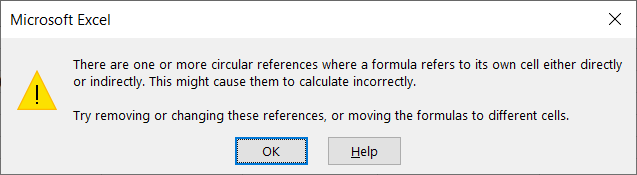 Microsoft Excel
There are one or more circular references where a formula refers to its own cell either directly
or indirectly. This might cause them to calculate incorrectly.
Try removing or changing these references, or moving the formulas to different cells.
OK
Help